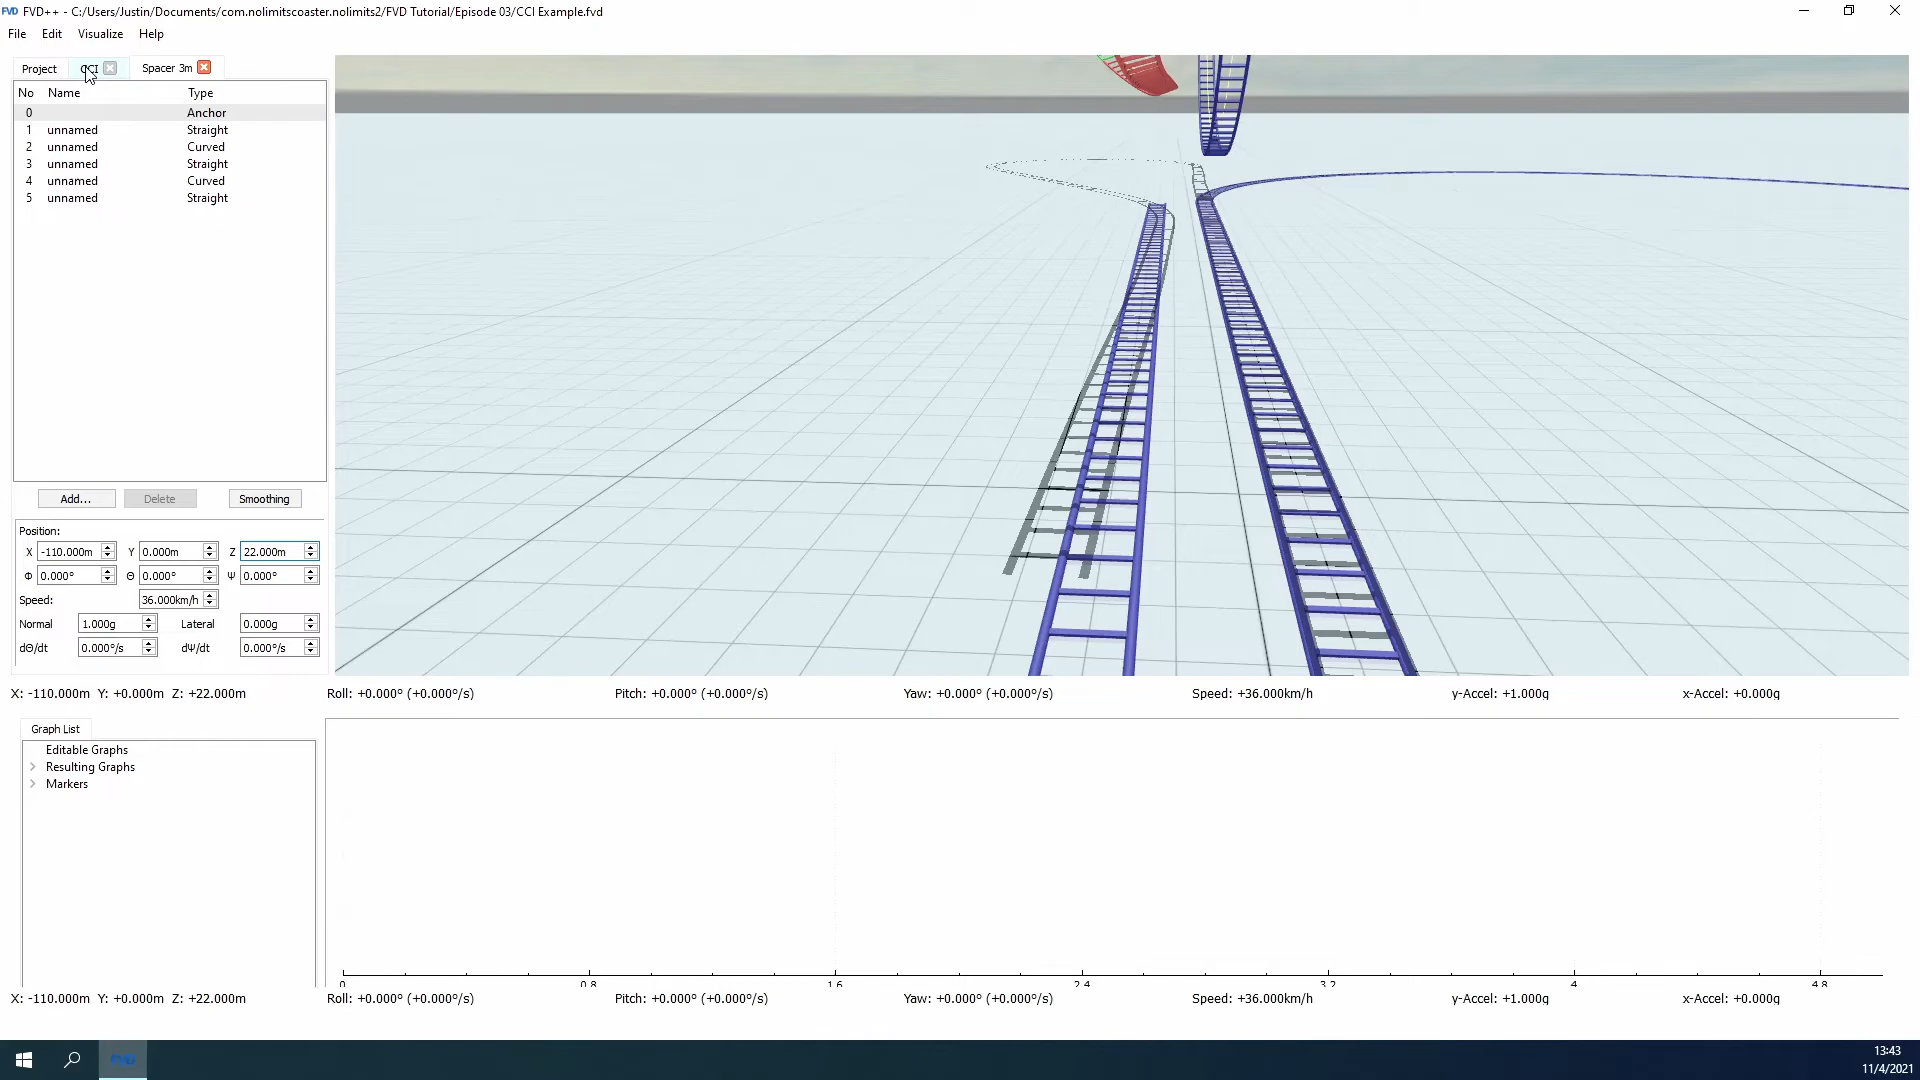 FVD FVD++ - C:/Users/Justin/Documents/com.nolimitscoaster.nolimits2/FVD Tutorial/Episode 03/CCI Example.fvd
File Edit Visualize Help
Project CCI Spacer 3m
No Name Type
0 Anchor
1 unnamed Straight
2 unnamed Curved
3 unnamed Straight
4 unnamed Curved
5 unnamed Straight
Add... Delete Smoothing
Position:
X -110.000m Y 0.000m Z 22.000m
Φ 0.000° Θ 0.000° Ψ 0.000°
Speed: 36.000km/h
Normal 1.000g Lateral 0.000g
dΘ/dt 0.000°/s dΨ/dt 0.000°/s
X: -110.000m Y: +0.000m Z: +22.000m Roll: +0.000° (+0.000°/s) Pitch: +0.000° (+0.000°/s) Yaw: +0.000° (+0.000°/s) Speed: +36.000km/h y-Accel: +1.000g x-Accel: +0.000g
Graph List
Editable Graphs
Resulting Graphs
Markers
0 0.8 1.6 2.4 3.2 4 4.8
X: -110.000m Y: +0.000m Z: +22.000m Roll: +0.000° (+0.000°/s) Pitch: +0.000° (+0.000°/s) Yaw: +0.000° (+0.000°/s) Speed: +36.000km/h y-Accel: +1.000g x-Accel: +0.000g
FVD
13:43
11/4/2021